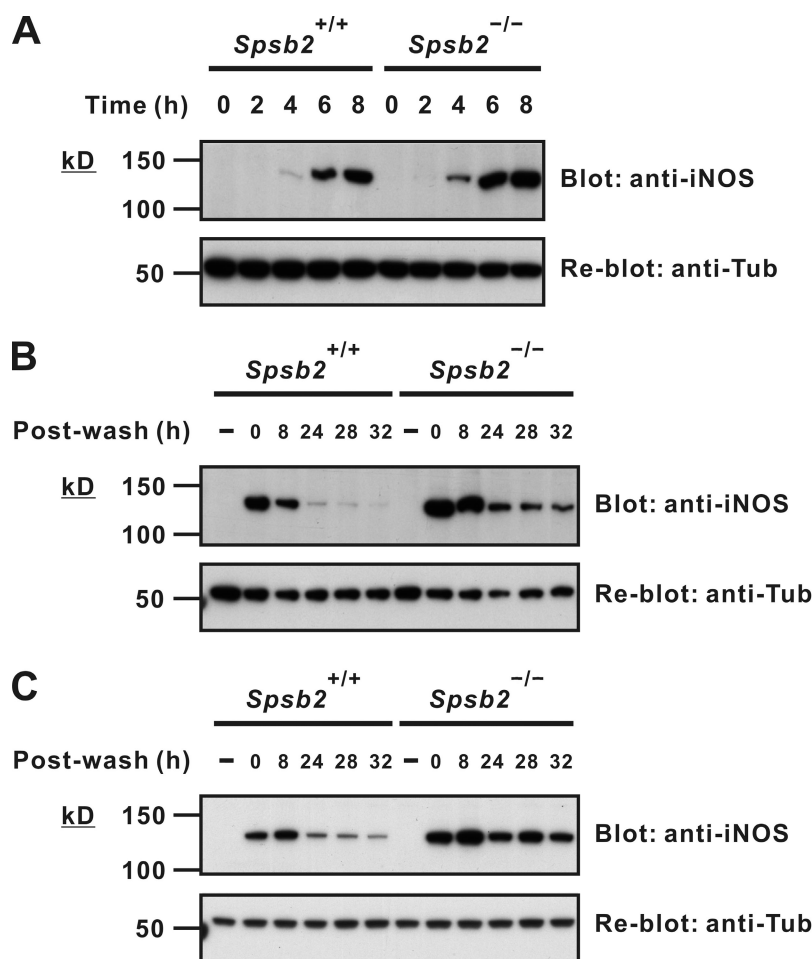 A
Spsb2+/+ Spsb2−/−
Time (h) 0 2 4 6 8 0 2 4 6 8
kD 150
100
Blot: anti-iNOS
50
Re-blot: anti-Tub
B
Spsb2+/+ Spsb2−/−
Post-wash (h) − 0 8 24 28 32 − 0 8 24 28 32
kD 150
100
Blot: anti-iNOS
50
Re-blot: anti-Tub
C
Spsb2+/+ Spsb2−/−
Post-wash (h) − 0 8 24 28 32 − 0 8 24 28 32
kD 150
100
Blot: anti-iNOS
50
Re-blot: anti-Tub